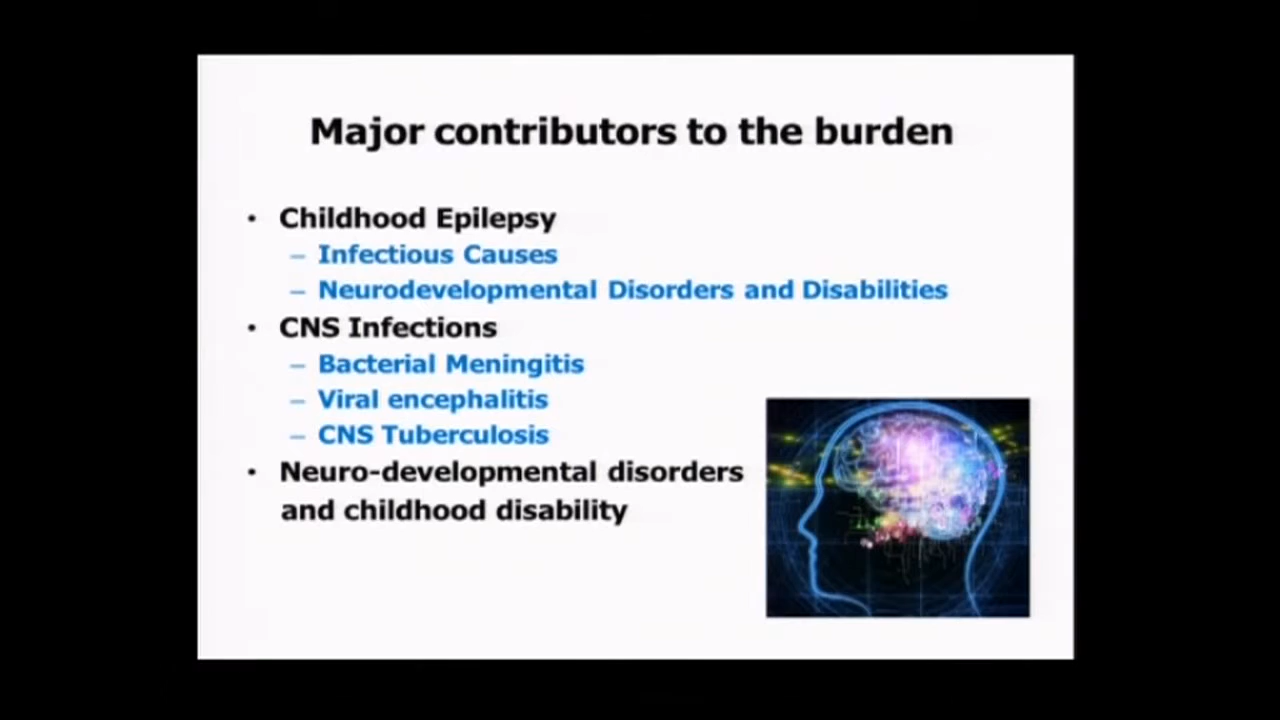 Major contributors to the burden
• Childhood Epilepsy
– Infectious Causes
– Neurodevelopmental Disorders and Disabilities
• CNS Infections
– Bacterial Meningitis
– Viral encephalitis
– CNS Tuberculosis
• Neuro-developmental disorders
and childhood disability